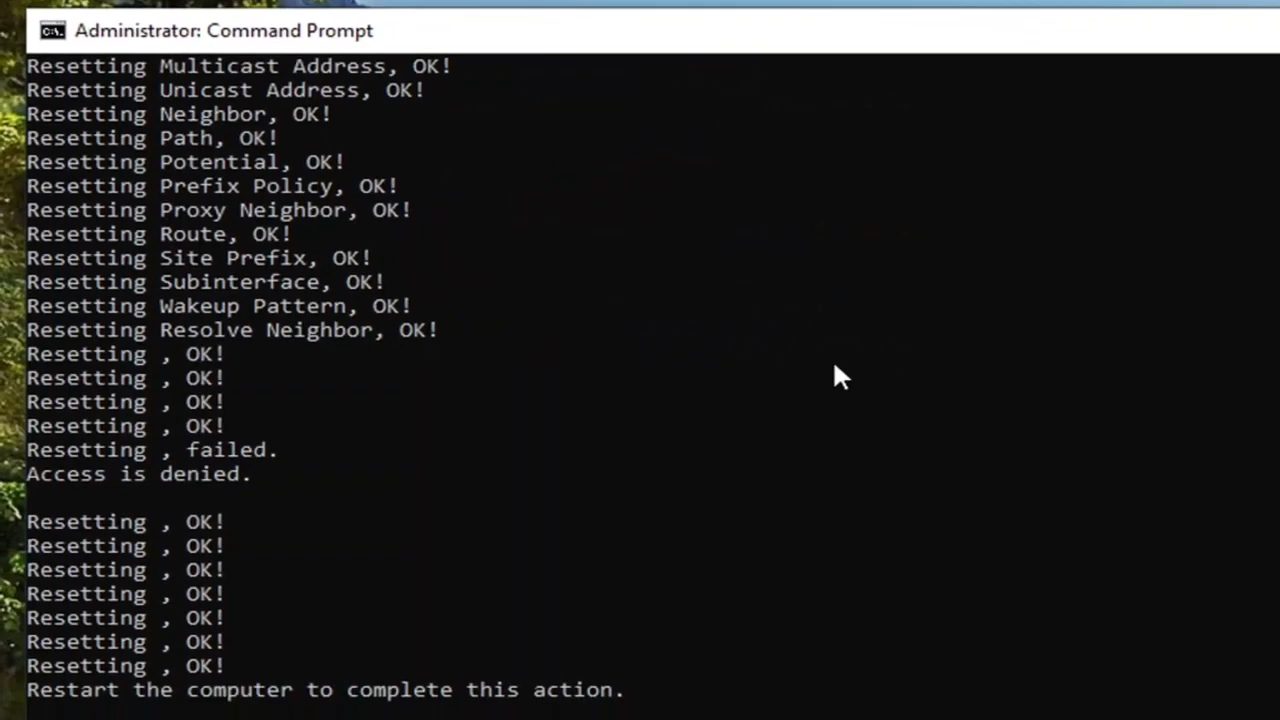 Administrator: Command Prompt
Resetting Multicast Address, OK!
Resetting Unicast Address, OK!
Resetting Neighbor, OK!
Resetting Path, OK!
Resetting Potential, OK!
Resetting Prefix Policy, OK!
Resetting Proxy Neighbor, OK!
Resetting Route, OK!
Resetting Site Prefix, OK!
Resetting Subinterface, OK!
Resetting Wakeup Pattern, OK!
Resetting Resolve Neighbor, OK!
Resetting , OK!
Resetting , OK!
Resetting , OK!
Resetting , OK!
Resetting , failed.
Access is denied.
Resetting , OK!
Resetting , OK!
Resetting , OK!
Resetting , OK!
Resetting , OK!
Resetting , OK!
Resetting , OK!
Restart the computer to complete this action.